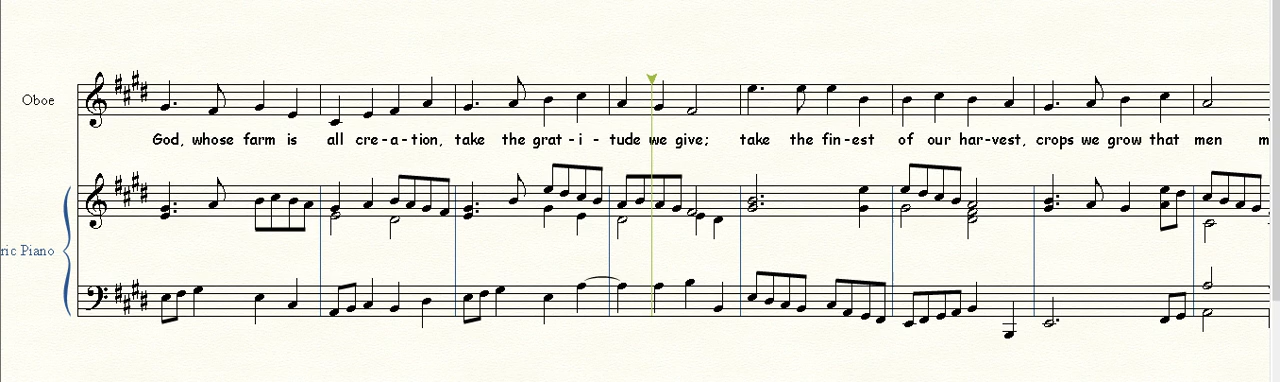 Oboe
God, whose farm is all cre-a-tion, take the grat-i-tude we give; take the fin-est of our har-vest, crops we grow that men
ric Piano